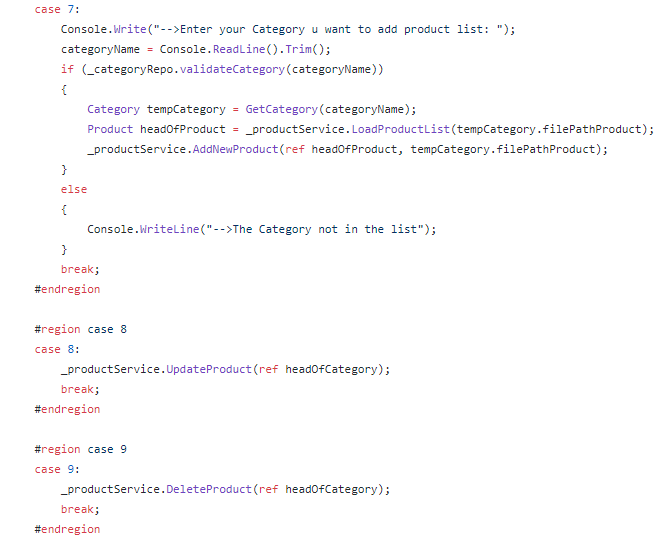 case 7:
Console.Write("-->Enter your Category u want to add product list: ");
categoryName = Console.ReadLine().Trim();
if (_categoryRepo.validateCategory(categoryName))
{
Category tempCategory = GetCategory(categoryName);
Product headOfProduct = _productService.LoadProductList(tempCategory.filePathProduct);
_productService.AddNewProduct(ref headOfProduct, tempCategory.filePathProduct);
}
else
{
Console.WriteLine("-->The Category not in the list");
}
break;
#endregion
#region case 8
case 8:
_productService.UpdateProduct(ref headOfCategory);
break;
#endregion
#region case 9
case 9:
_productService.DeleteProduct(ref headOfCategory);
break;
#endregion